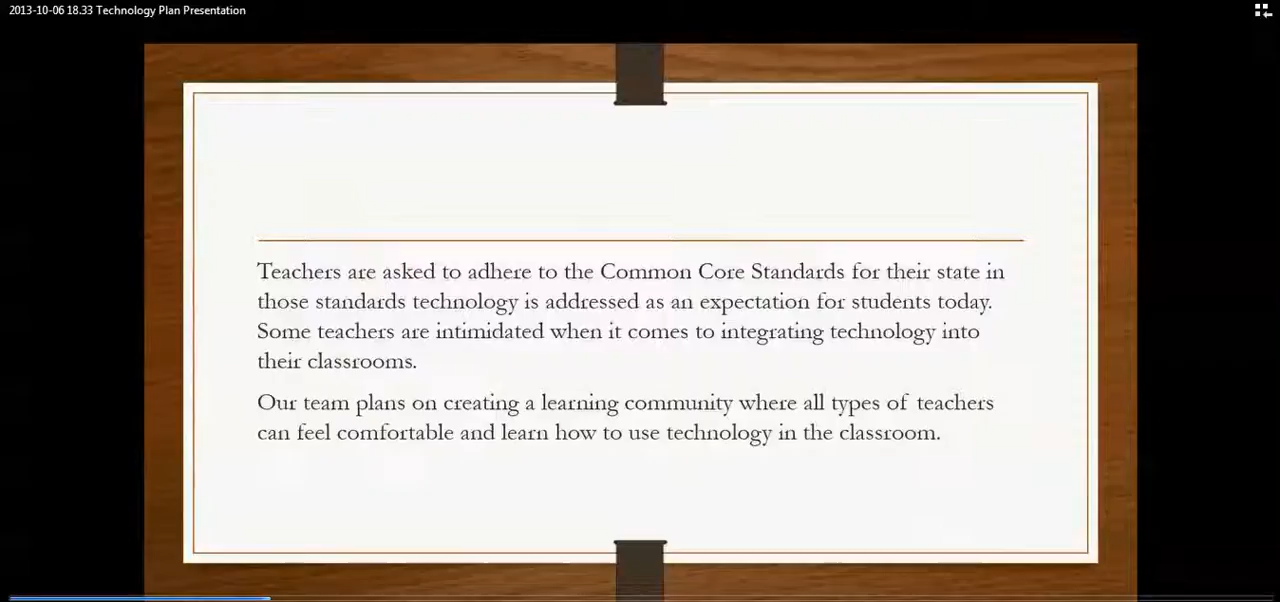 2013-10-06 18.33 Technology Plan Presentation
Teachers are asked to adhere to the Common Core Standards for their state in
those standards technology is addressed as an expectation for students today.
Some teachers are intimidated when it comes to integrating technology into
their classrooms.
Our team plans on creating a learning community where all types of teachers
can feel comfortable and learn how to use technology in the classroom.